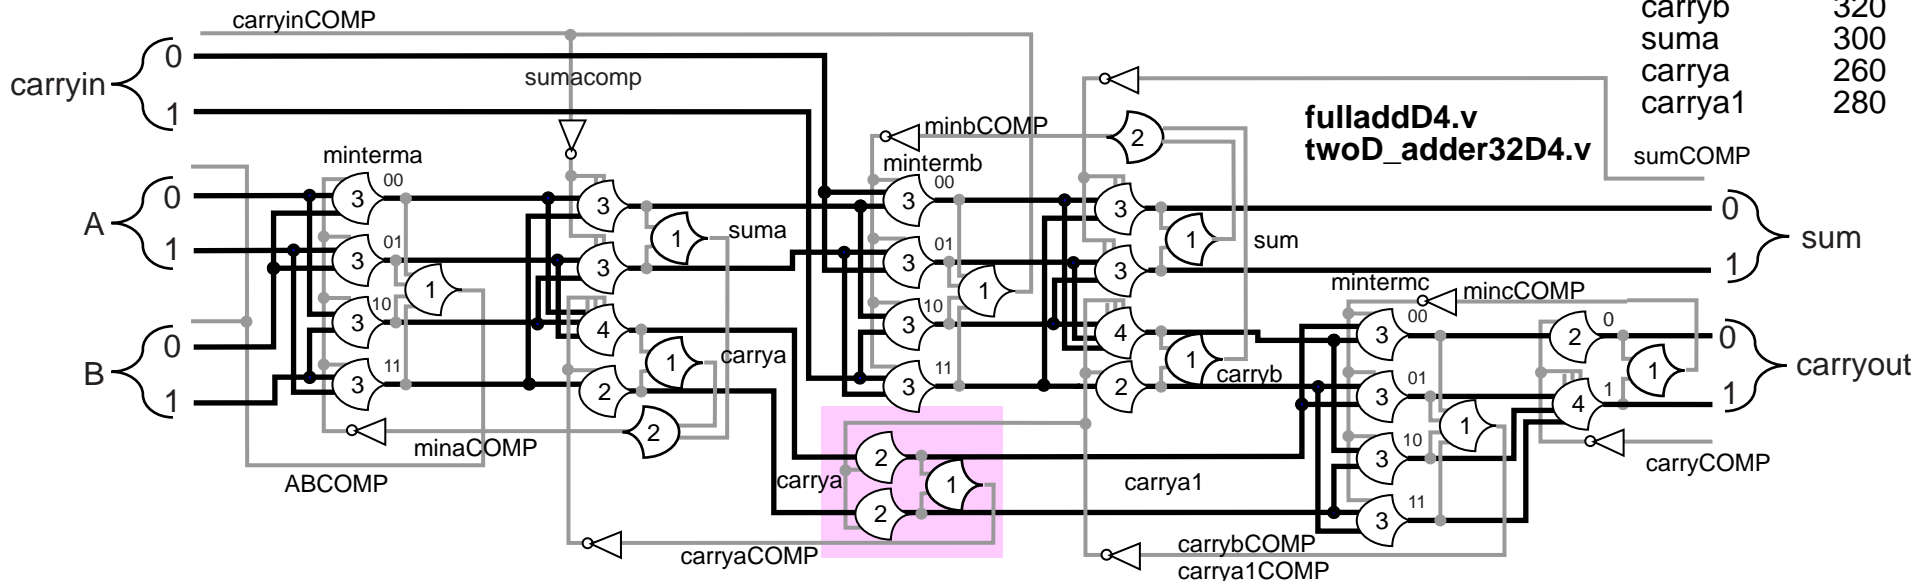 carryinCOMP
carryb 320
suma 300
carrya 260
carrya1 280
carryin
0
1
sumacomp
fulladdD4.v
twoD_adder32D4.v
minbCOMP
2
sumCOMP
minterma
mintermb
A
0
1
3
00
3
01
3
10
3
11
1
3
3
4
2
1
suma
1
carrya
2
3
00
3
01
3
10
3
11
1
3
3
4
2
1
sum
1
carryb
0
1
sum
B
0
1
minaCOMP
ABCOMP
mintermc
mincCOMP
3
00
3
01
3
10
3
11
1
2
0
4
1
1
0
1
carryout
carryCOMP
carrya
2
2
1
carrya1
carryaCOMP
carrybCOMP
carrya1COMP